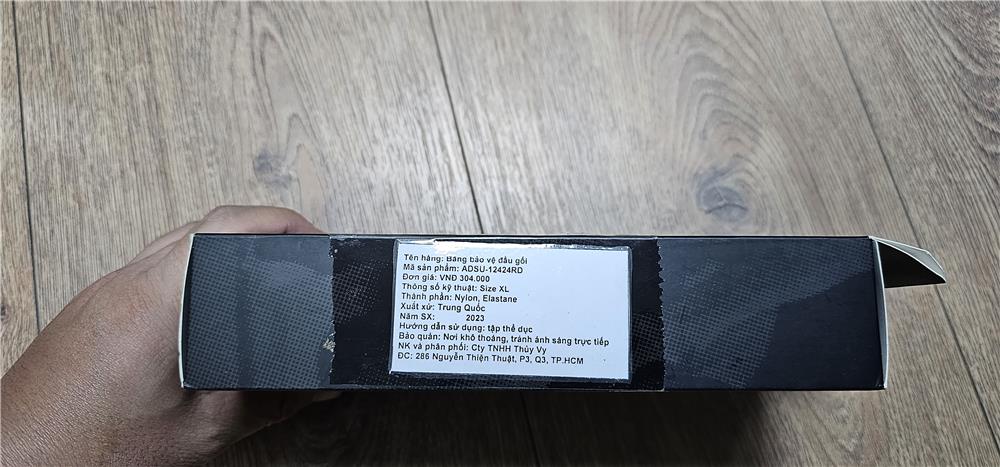 Tên hàng: Băng bảo vệ đầu gối
Mã sản phẩm: ADSU-12424RD
Đơn giá: VNĐ 304.000
Thông số kỹ thuật: Size XL
Thành phần: Nylon, Elastane
Xuất xứ: Trung Quốc
Năm SX: 2023
Hướng dẫn sử dụng: tập thể dục
Bảo quản: Nơi khô thoáng, tránh ánh sáng trực tiếp
NK và phân phối: Cty TNHH Thủy Vy
ĐC: 286 Nguyễn Thiện Thuật, P3, Q3, TP.HCM